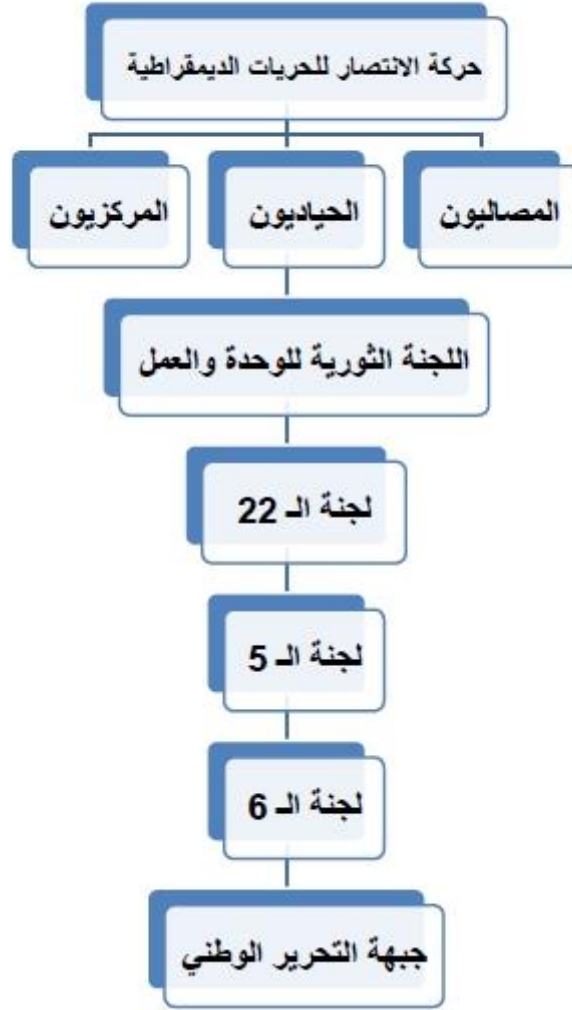 حركة الانتصار للحريات الديمقراطية
المصاليون
الحياديون
المركزيون
اللجنة الثورية للوحدة والعمل
لجنة الـ 22
لجنة الـ 5
لجنة الـ 6
جبهة التحرير الوطني